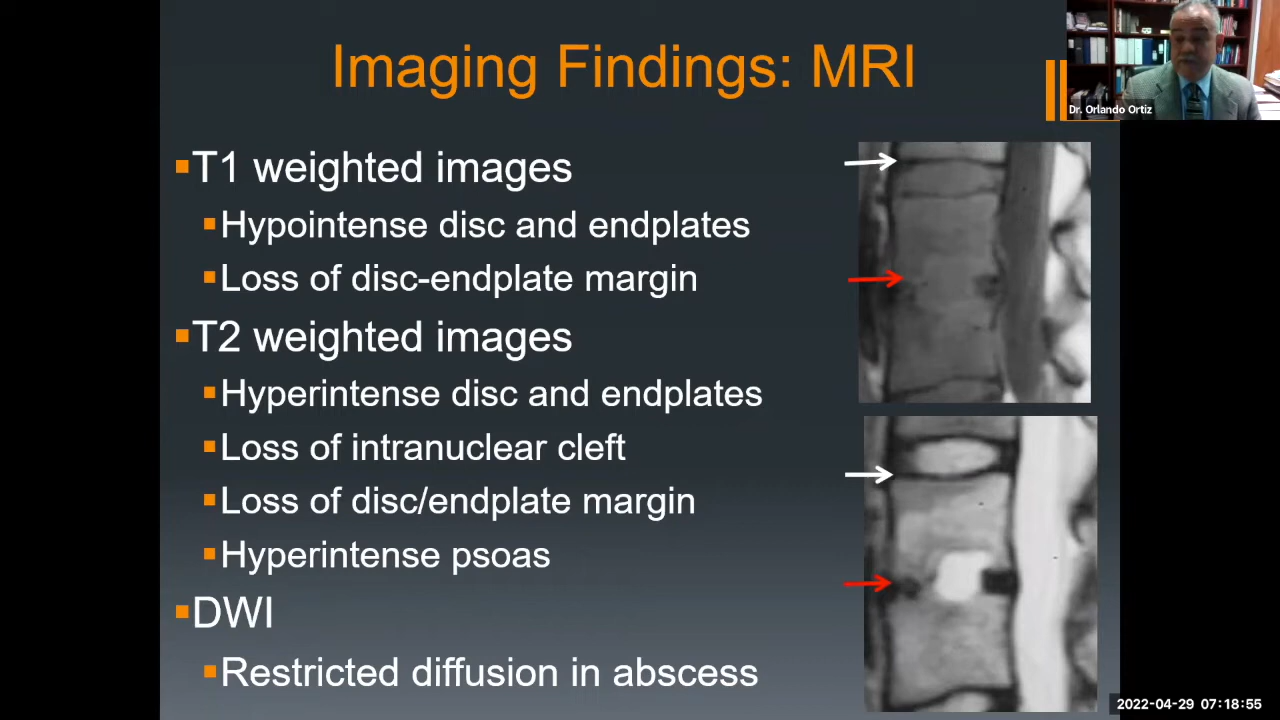 Imaging Findings: MRI
Dr. Orlando Ortiz
T1 weighted images
Hypointense disc and endplates
Loss of disc-endplate margin
T2 weighted images
Hyperintense disc and endplates
Loss of intranuclear cleft
Loss of disc/endplate margin
Hyperintense psoas
DWI
Restricted diffusion in abscess
2022-04-29 07:18:55